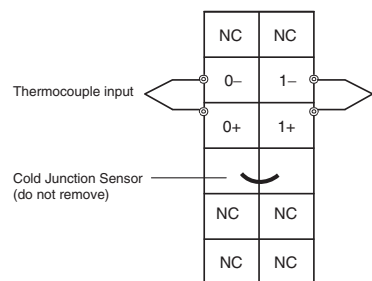 NC NC
Thermocouple input
0– 1–
0+ 1+
Cold Junction Sensor
(do not remove)
NC NC
NC NC